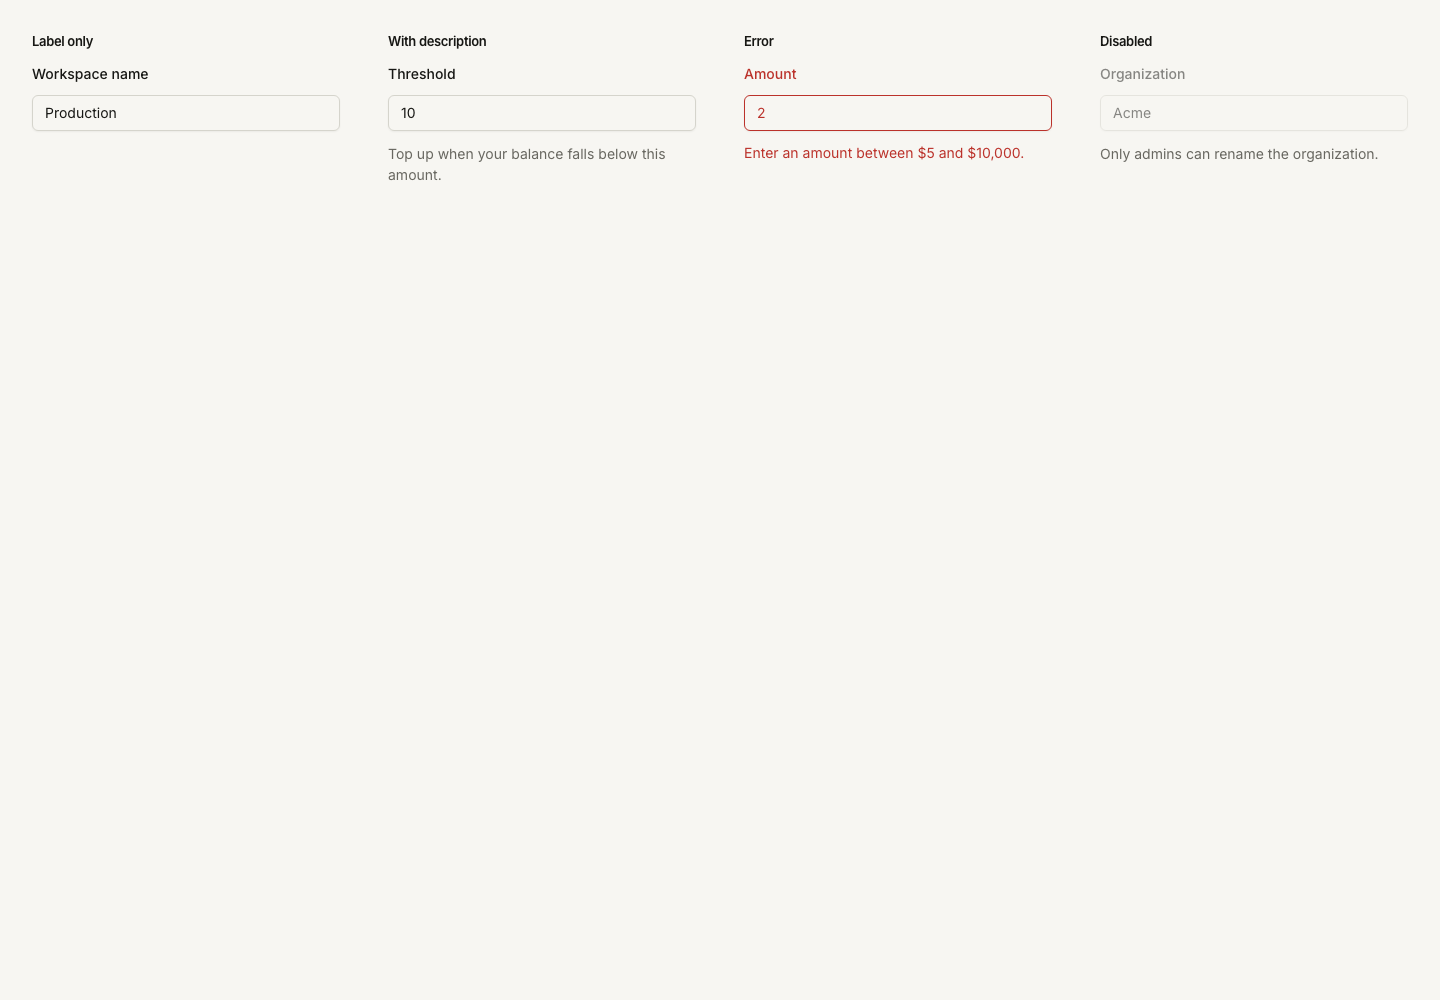 Label only
Workspace name
Production
With description
Threshold
10
Top up when your balance falls below this
amount.
Error
Amount
2
Enter an amount between $5 and $10,000.
Disabled
Organization
Acme
Only admins can rename the organization.